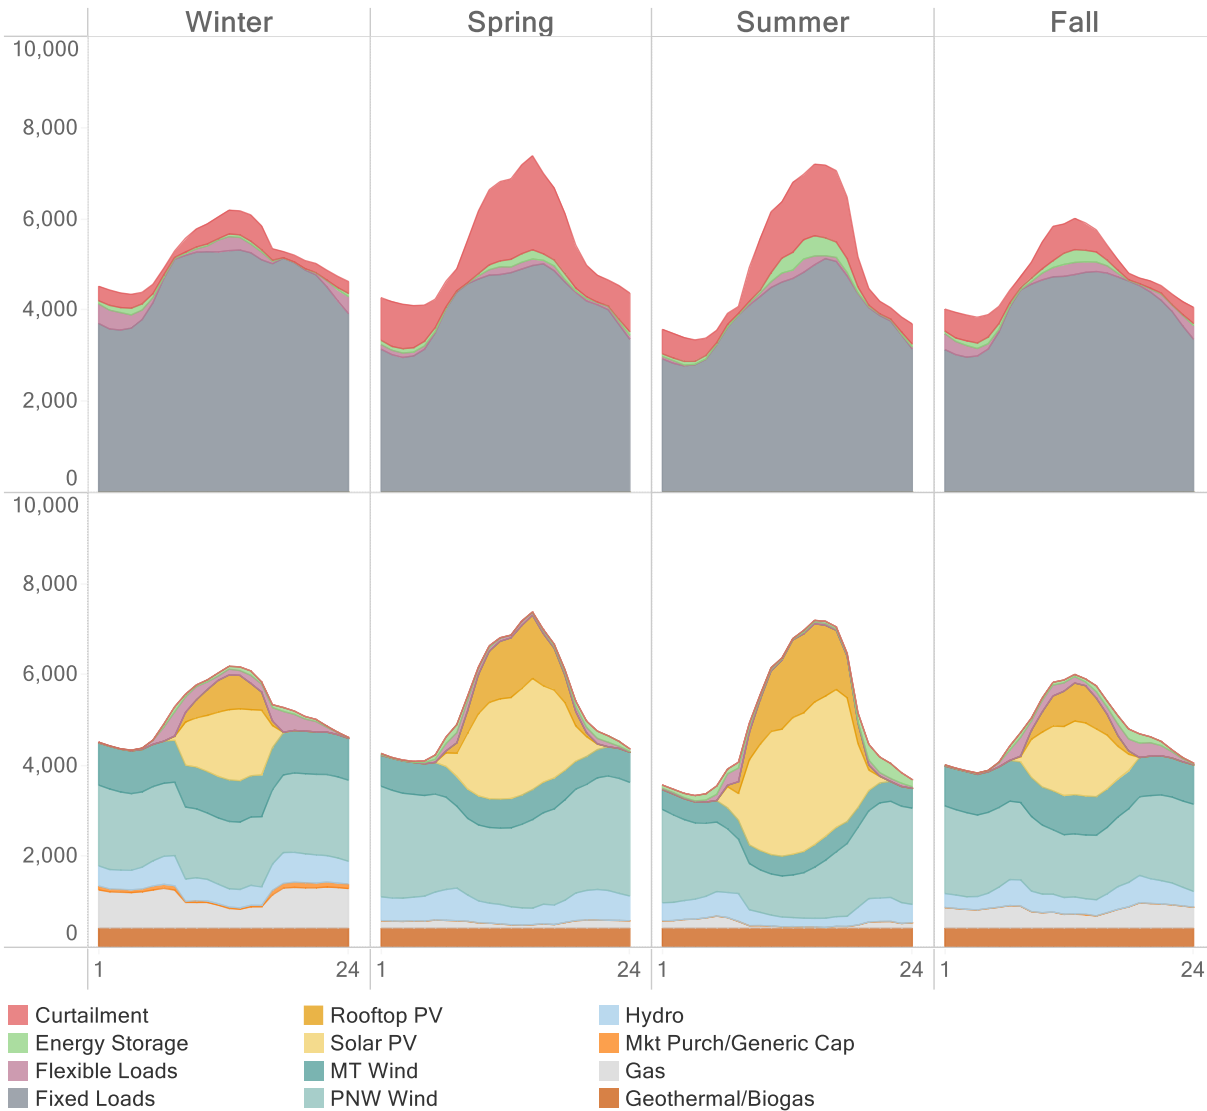 Winter Spring Summer Fall
10,000
8,000
6,000
4,000
2,000
0
10,000
8,000
6,000
4,000
2,000
0
1 24 1 24 1 24 1 24
Curtailment Rooftop PV Hydro
Energy Storage Solar PV Mkt Purch/Generic Cap
Flexible Loads MT Wind Gas
Fixed Loads PNW Wind Geothermal/Biogas